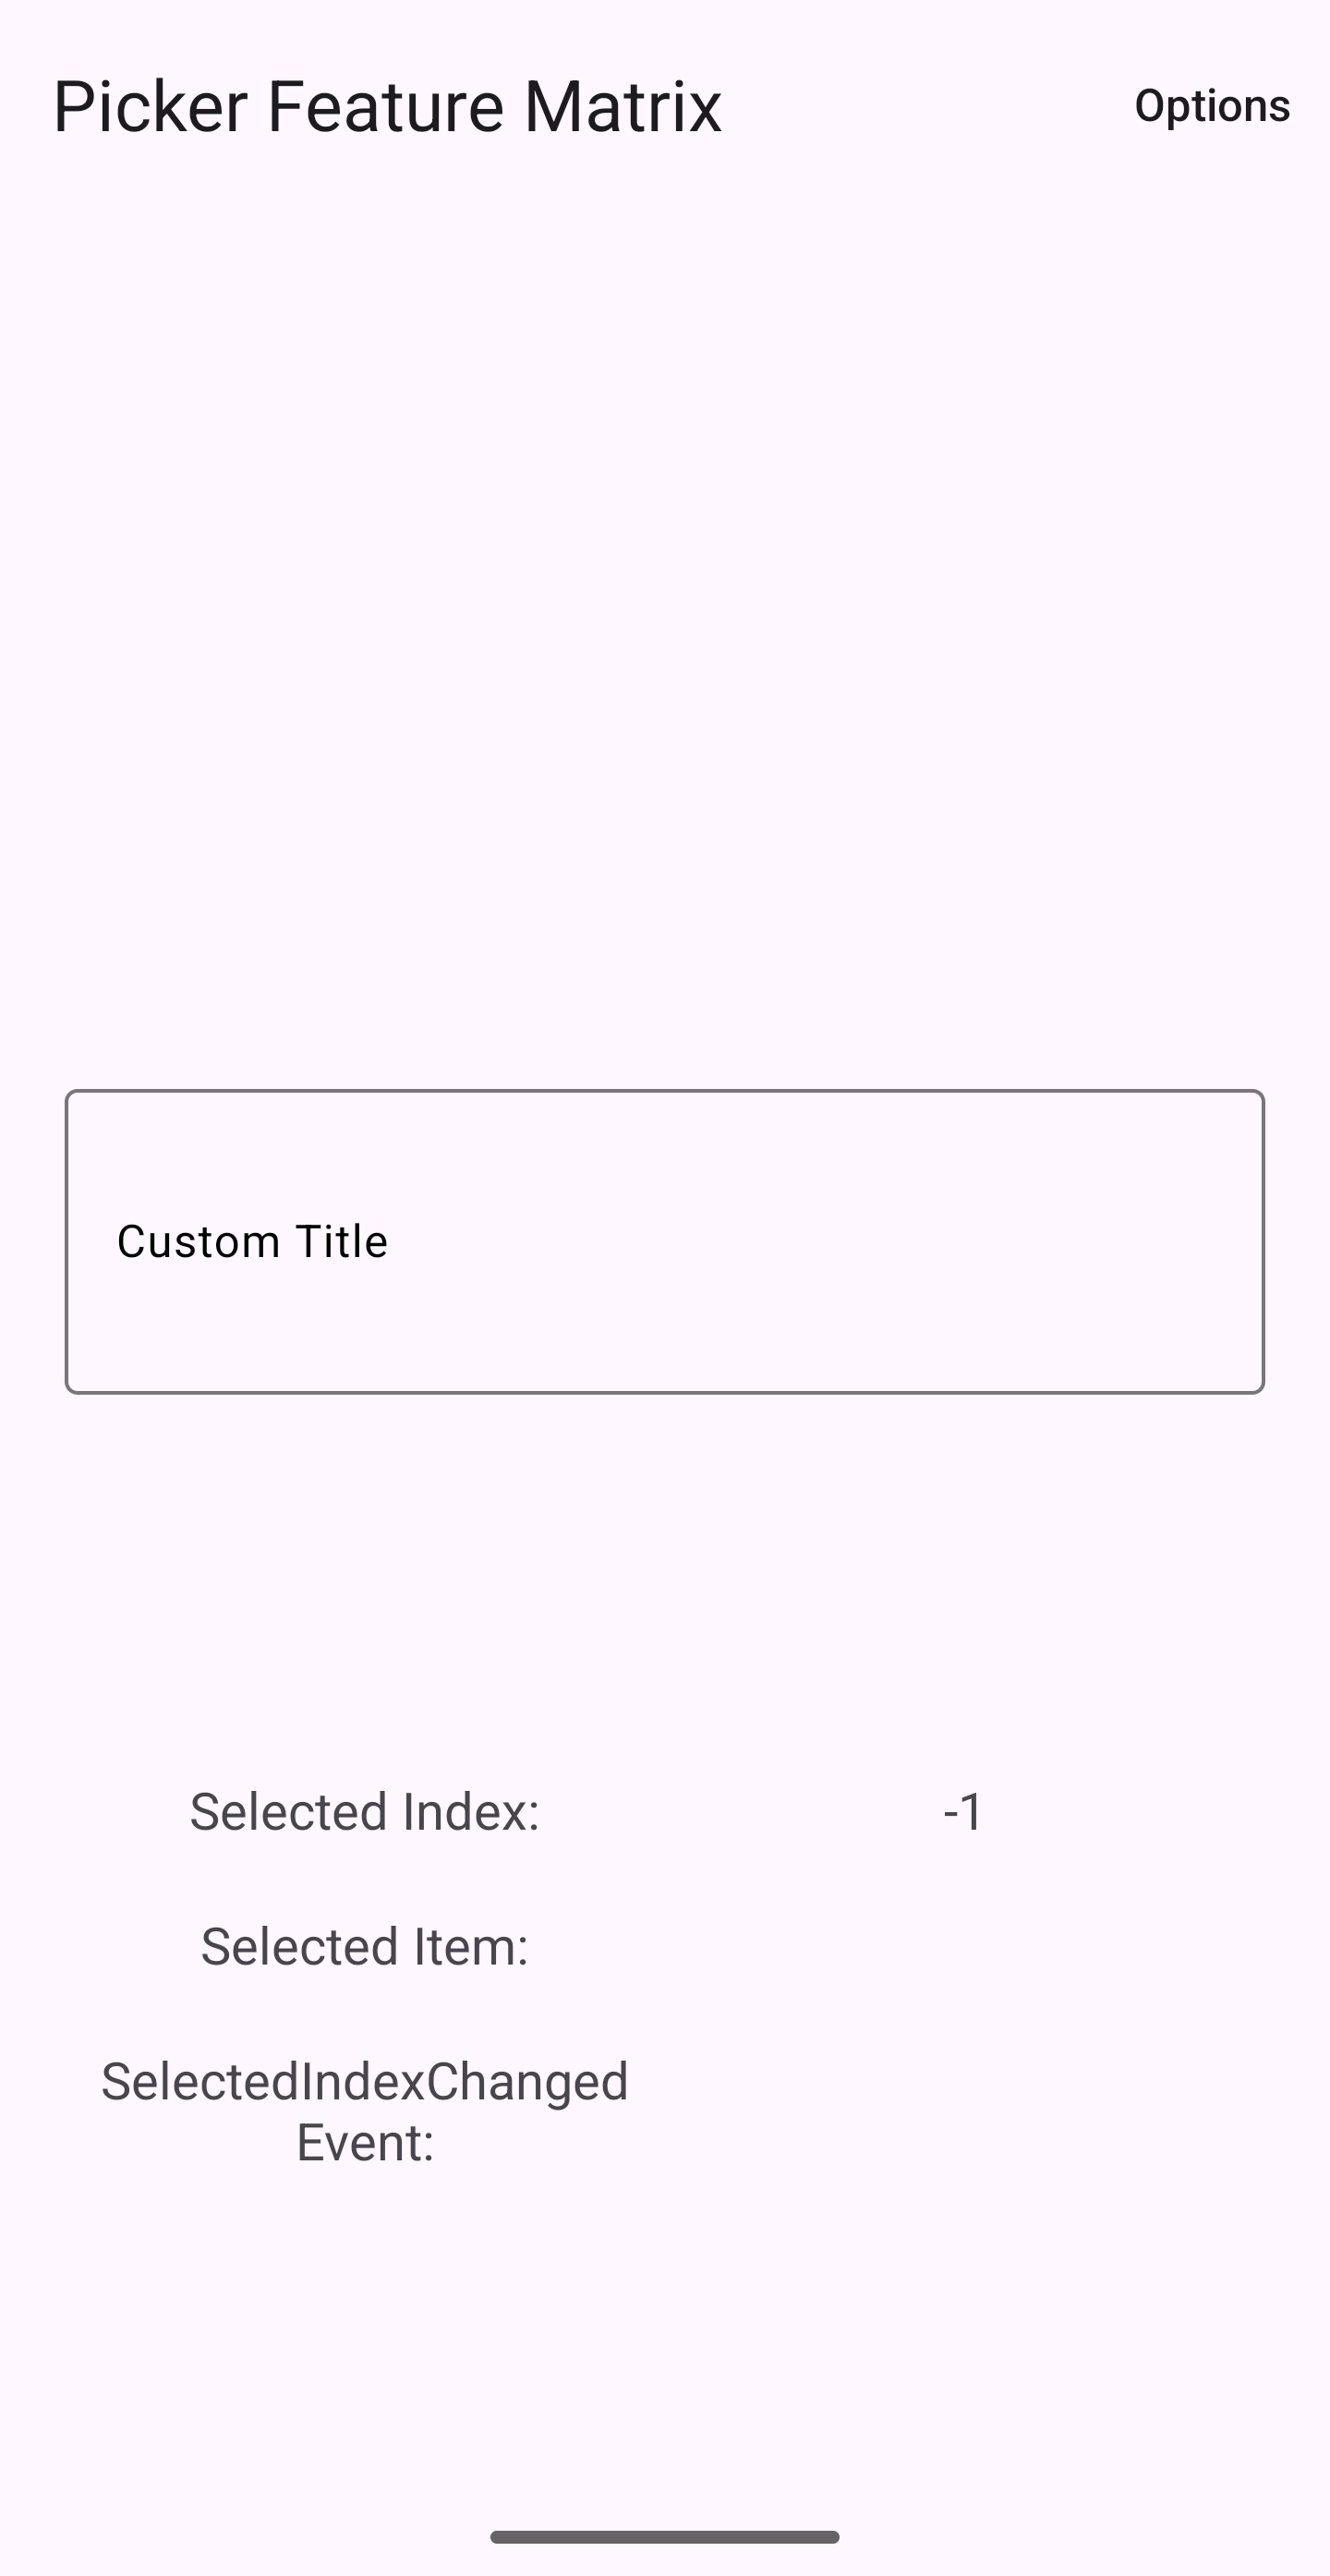 Picker Feature Matrix
Options
Custom Title
Selected Index: -1
Selected Item:
SelectedIndexChanged
Event: